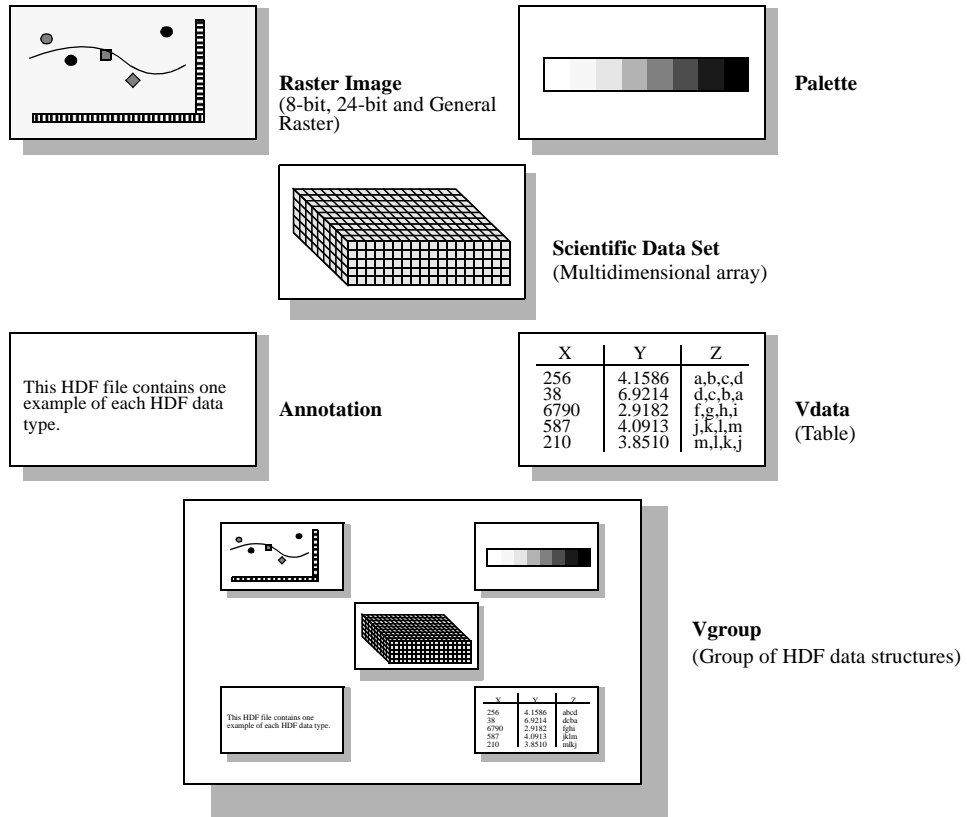 Raster Image
(8-bit, 24-bit and General
Raster)
Palette
Scientific Data Set
(Multidimensional array)
This HDF file contains one
example of each HDF data
type.
Annotation
X Y Z
256 4.1586 a,b,c,d
38 6.9214 d,c,b,a
6790 2.9182 f,g,h,i
587 4.0913 j,k,l,m
210 3.8510 m,l,k,j
Vdata
(Table)
This HDF file contains one
example of each HDF data type.
X Y Z
256 4.1586 abcd
38 6.9214 dcba
6790 2.9182 fghi
587 4.0913 jklm
210 3.8510 mlkj
Vgroup
(Group of HDF data structures)